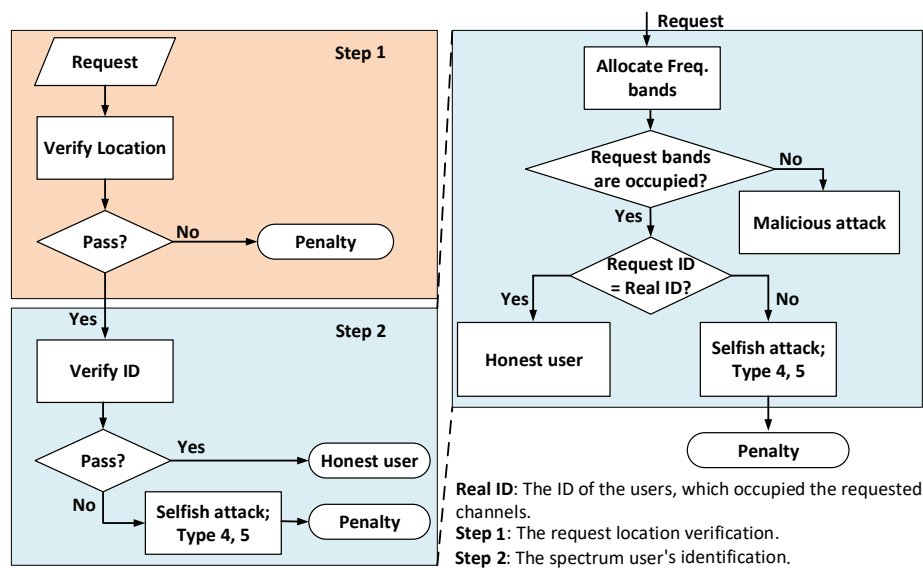 Step 1
Request
Verify Location
Pass?
No
Penalty
Yes
Step 2
Verify ID
Pass?
Yes
Honest user
No
Selfish attack;
Type 4, 5
Penalty
Request
Allocate Freq.
bands
Request bands
are occupied?
No
Malicious attack
Yes
Request ID
= Real ID?
Yes
No
Honest user
Selfish attack;
Type 4, 5
Penalty
Real ID: The ID of the users, which occupied the requested
channels.
Step 1: The request location verification.
Step 2: The spectrum user's identification.